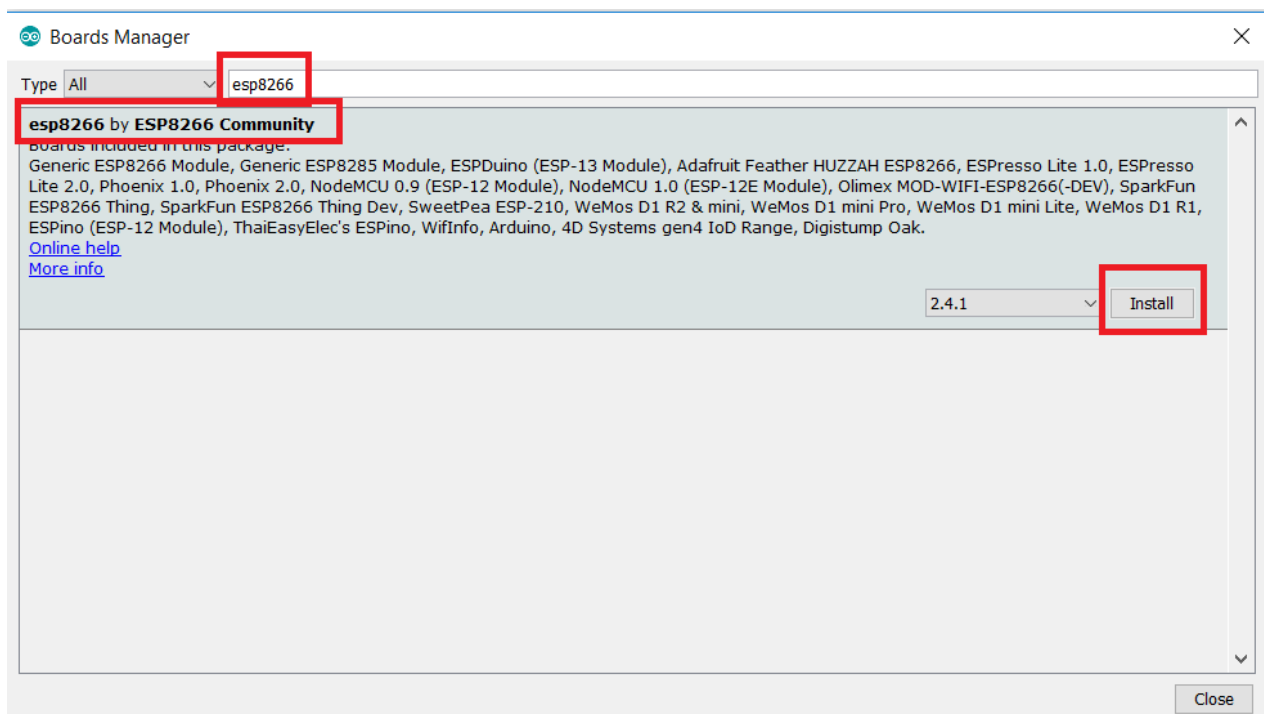 Boards Manager
Type All esp8266
esp8266 by ESP8266 Community
Boards included in this package:
Generic ESP8266 Module, Generic ESP8285 Module, ESPDuino (ESP-13 Module), Adafruit Feather HUZZAH ESP8266, ESPresso Lite 1.0, ESPresso
Lite 2.0, Phoenix 1.0, Phoenix 2.0, NodeMCU 0.9 (ESP-12 Module), NodeMCU 1.0 (ESP-12E Module), Olimex MOD-WIFI-ESP8266(-DEV), SparkFun
ESP8266 Thing, SparkFun ESP8266 Thing Dev, SweetPea ESP-210, WeMos D1 R2 & mini, WeMos D1 mini Pro, WeMos D1 mini Lite, WeMos D1 R1,
ESPino (ESP-12 Module), ThaiEasyElec's ESPino, WifInfo, Arduino, 4D Systems gen4 IoD Range, Digistump Oak.
Online help
More info
2.4.1 Install
Close